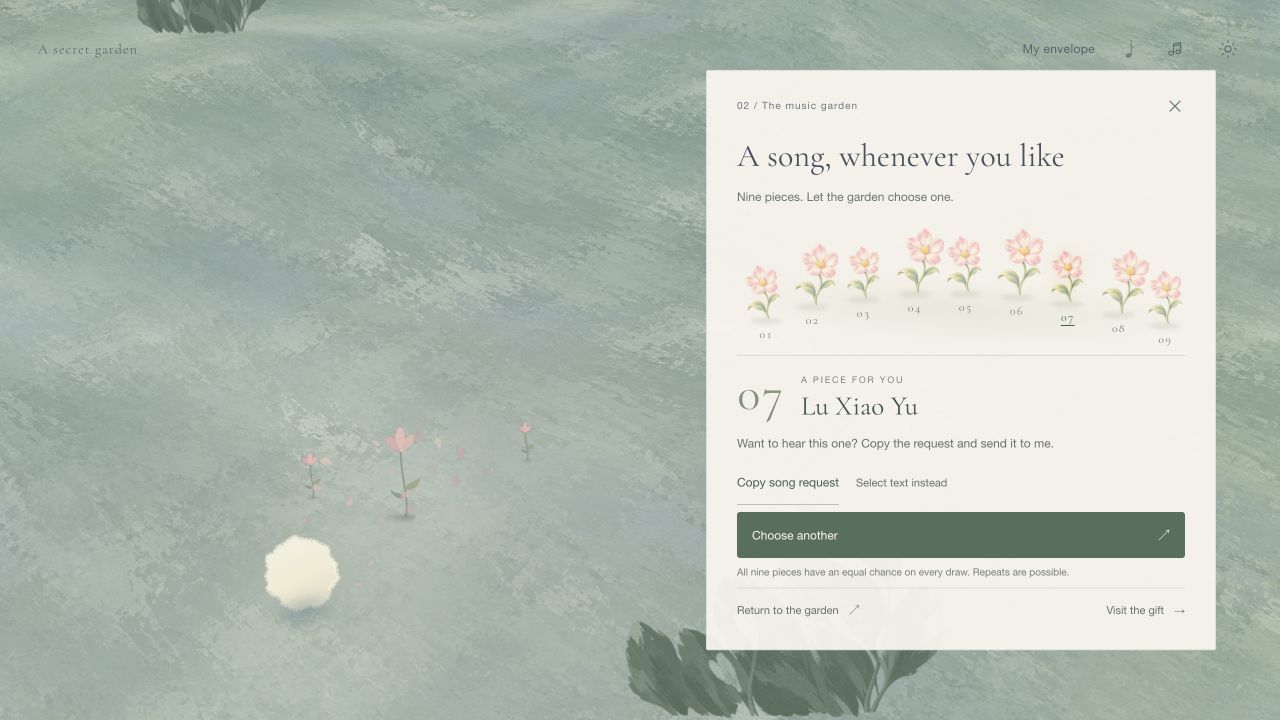 A secret garden
My envelope
02 / The music garden
A song, whenever you like
Nine pieces. Let the garden choose one.
01 02 03 04 05 06 07 08 09
07
A PIECE FOR YOU
Lu Xiao Yu
Want to hear this one? Copy the request and send it to me.
Copy song request Select text instead
Choose another
All nine pieces have an equal chance on every draw. Repeats are possible.
Return to the garden Visit the gift